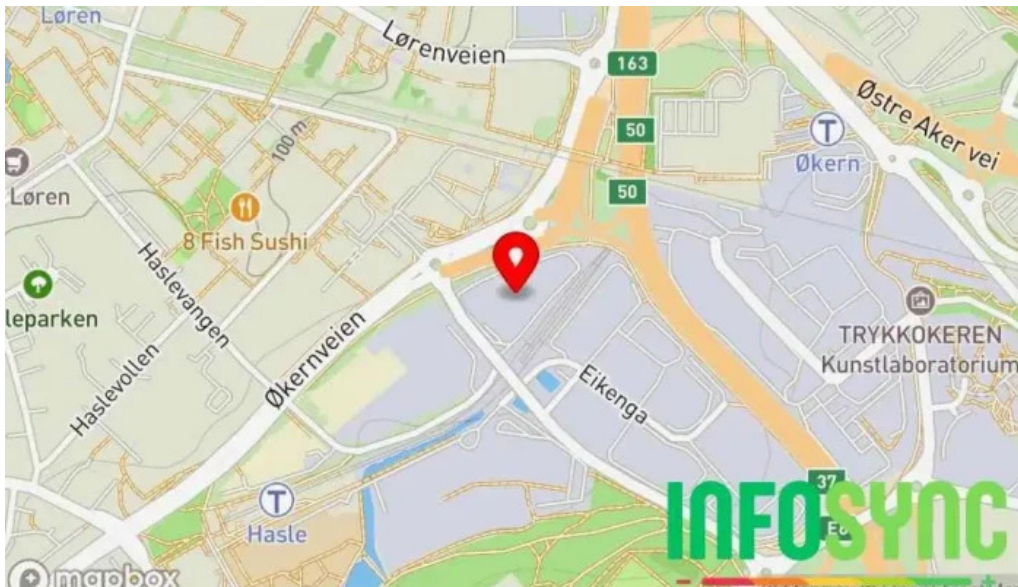 Løren
Lørenveien
163
Østre Aker vei
50
T
Økern
100 m
50
Løren
8 Fish Sushi
Haslevangen
leparken
TRYKKOKEREN
Kunstlaboratorium
Økernveien
Haslevollen
Eikenga
37
T
Hasle
INFOSYNC
E6
mapbox